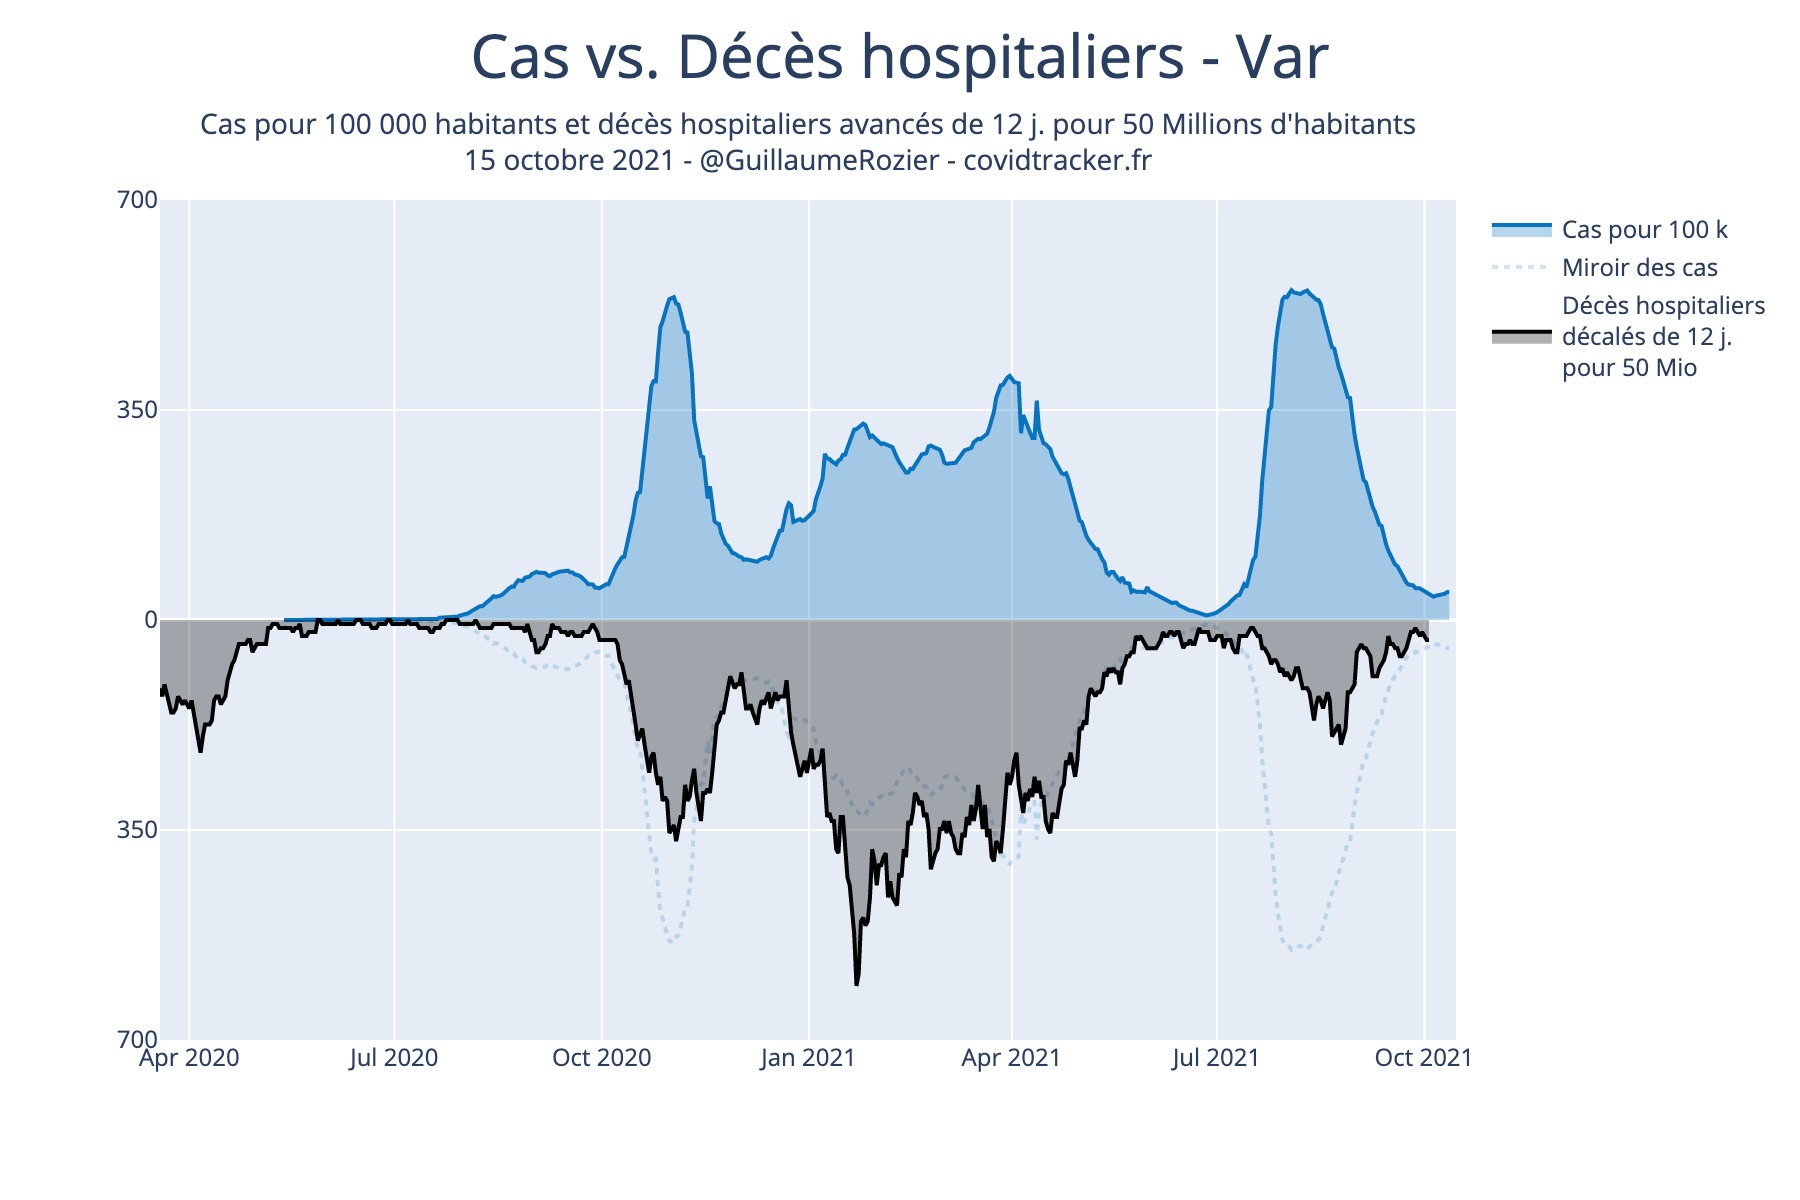 Cas vs. Décès hospitaliers - Var
Cas pour 100 000 habitants et décès hospitaliers avancés de 12 j. pour 50 Millions d'habitants
15 octobre 2021 - @GuillaumeRozier - covidtracker.fr
700
350
0
350
700
Apr 2020
Jul 2020
Oct 2020
Jan 2021
Apr 2021
Jul 2021
Oct 2021
Cas pour 100 k
Miroir des cas
Décès hospitaliers
décalés de 12 j.
pour 50 Mio